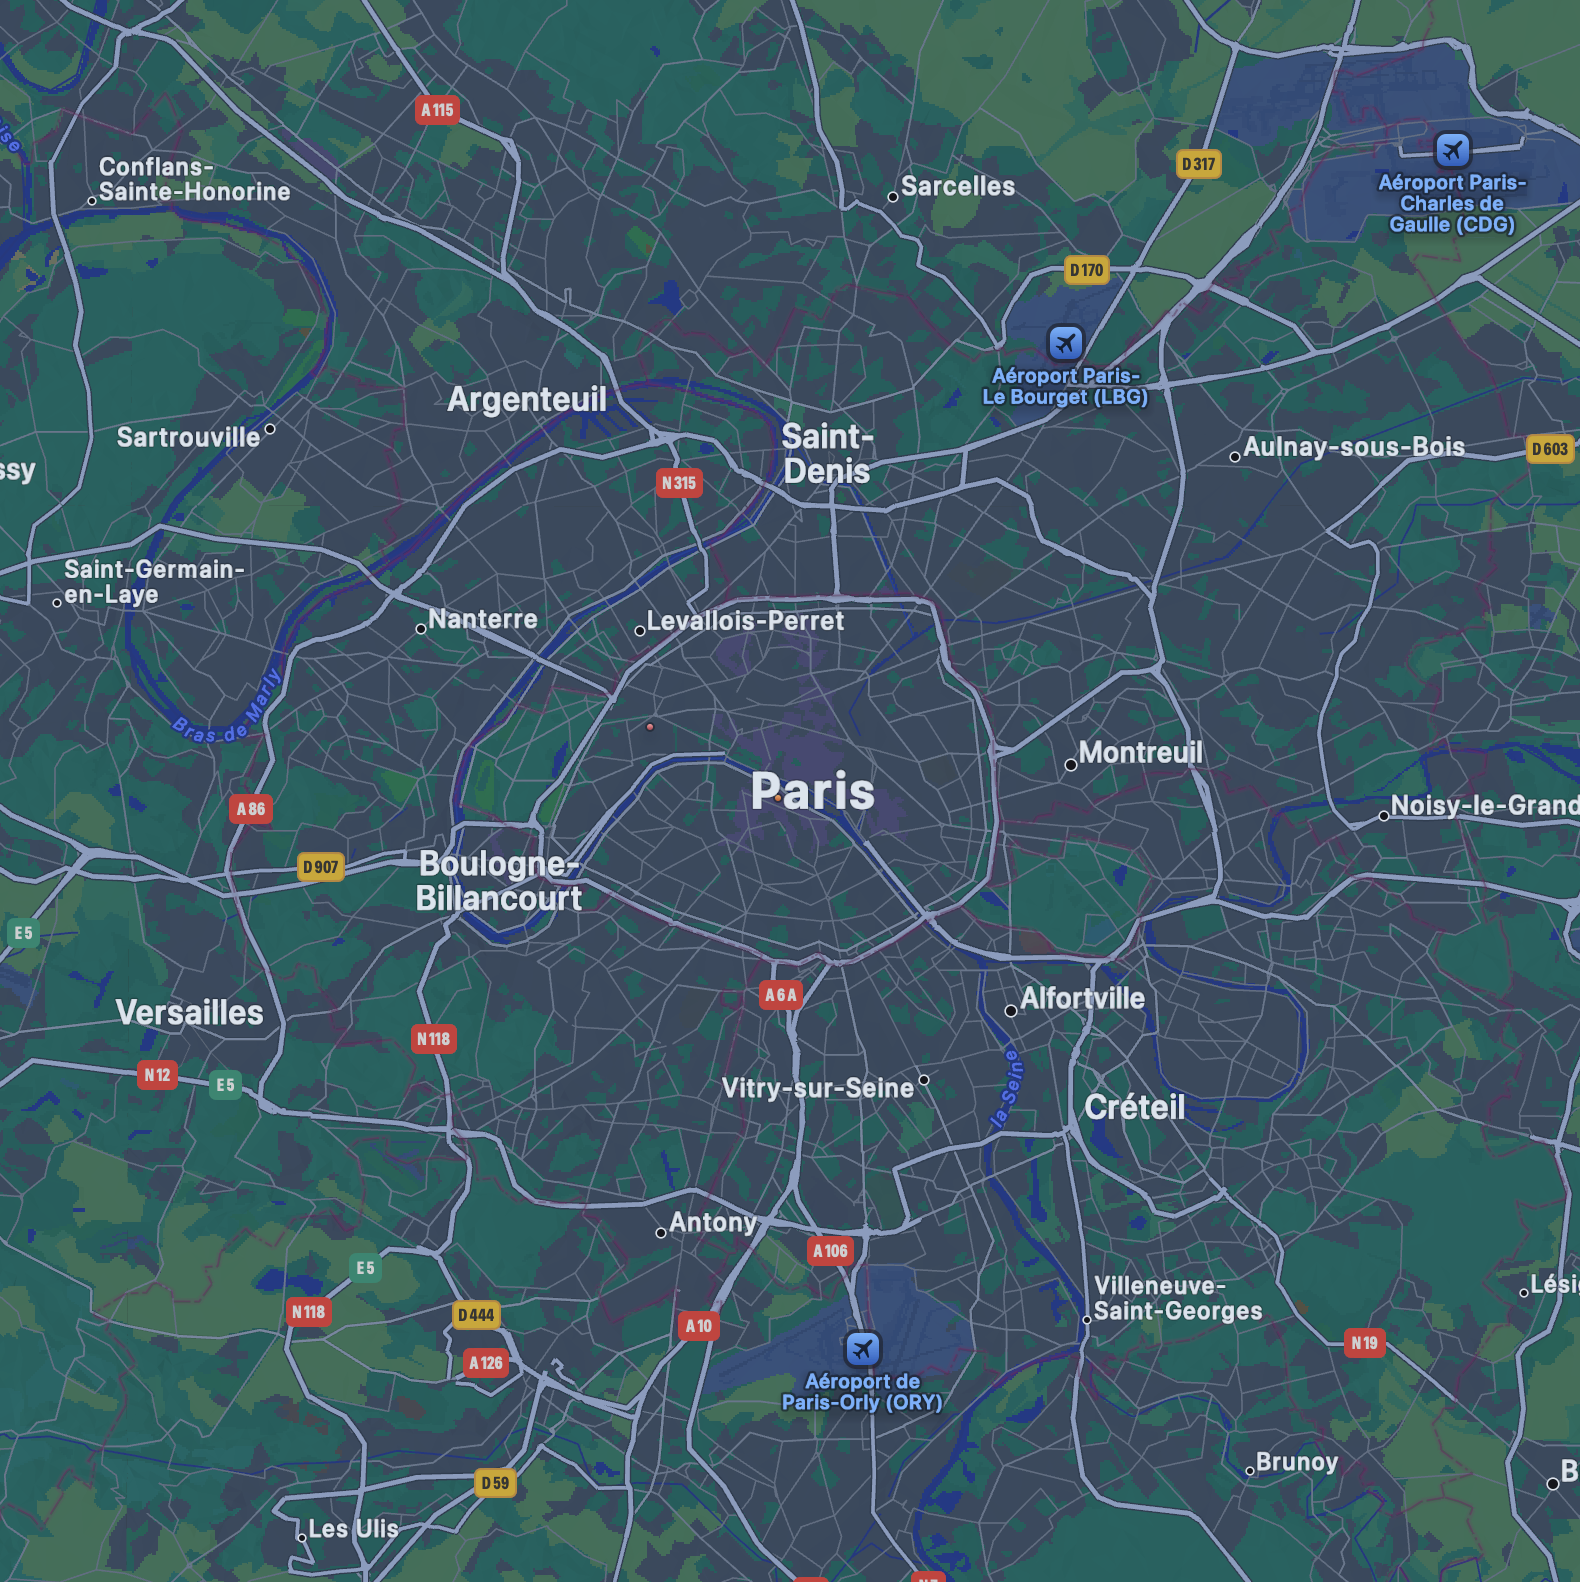 A 115
Conflans-
Sainte-Honorine
Sarcelles
D 317
Aéroport Paris-
Charles de
Gaulle (CDG)
D 170
Aéroport Paris-
Le Bourget (LBG)
Argenteuil
Sartrouville
Saint-
Denis
Aulnay-sous-Bois
D 603
ssy
N 315
Saint-Germain-
en-Laye
Nanterre
Levallois-Perret
Bras de Marly
Montreuil
Paris
A 86
Noisy-le-Grand
D 907
Boulogne-
Billancourt
E 5
A 6A
Alfortville
Versailles
N 118
N 12
E 5
Vitry-sur-Seine
la-Seine
Créteil
Antony
A 106
E 5
Villeneuve-
Saint-Georges
Lési
N 118
D 444
A 10
N 19
A 126
Aéroport de
Paris-Orly (ORY)
Brunoy
B
D 59
Les Ulis